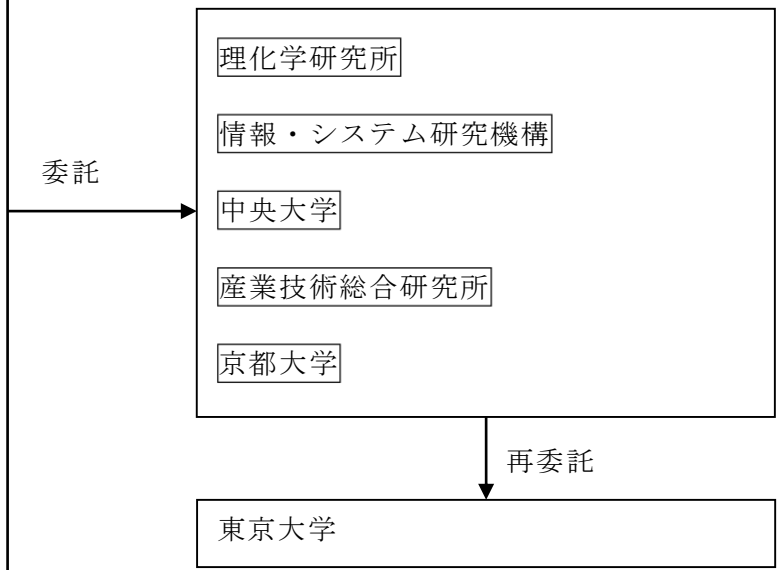 理化学研究所
情報・システム研究機構
委託
中央大学
産業技術総合研究所
京都大学
再委託
東京大学